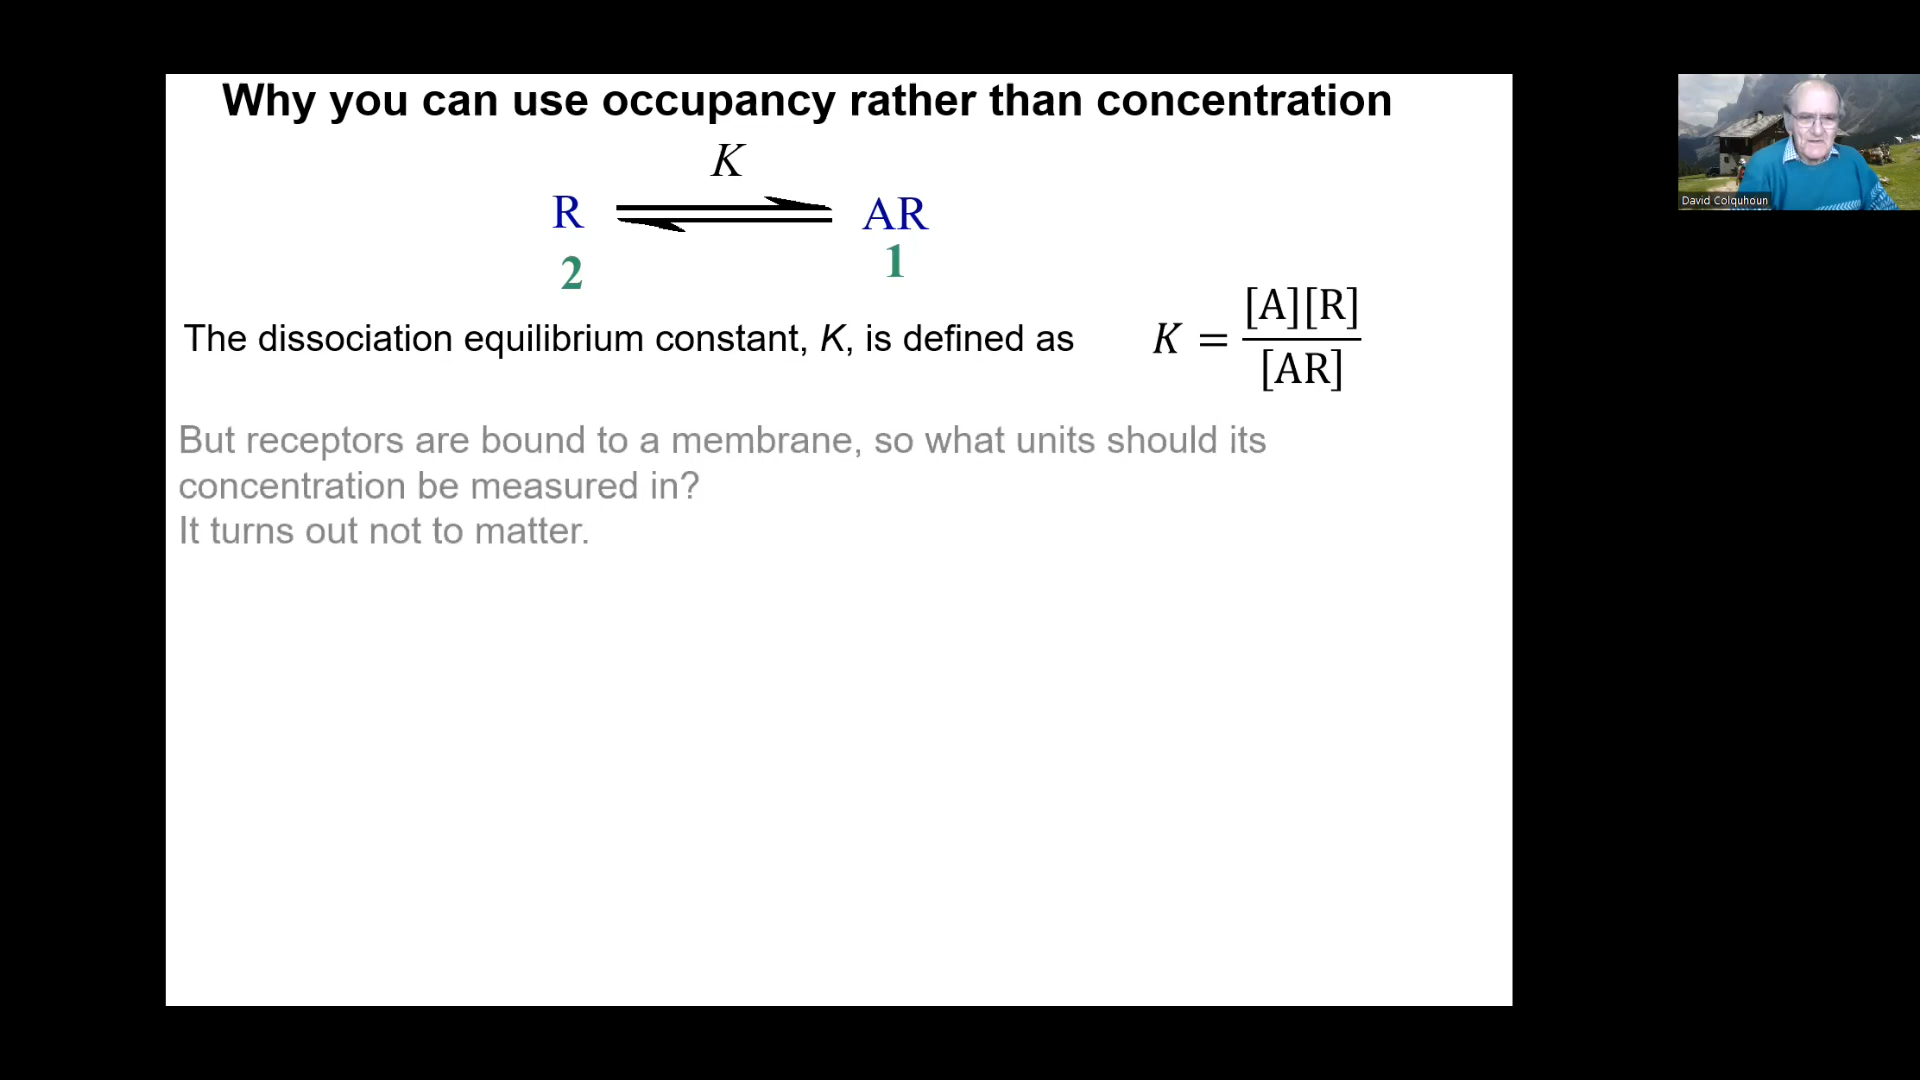 Why you can use occupancy rather than concentration
K
R ⇌ AR
2 1
The dissociation equilibrium constant, K, is defined as K = [A][R] / [AR]
But receptors are bound to a membrane, so what units should its
concentration be measured in?
It turns out not to matter.
David Colquhoun